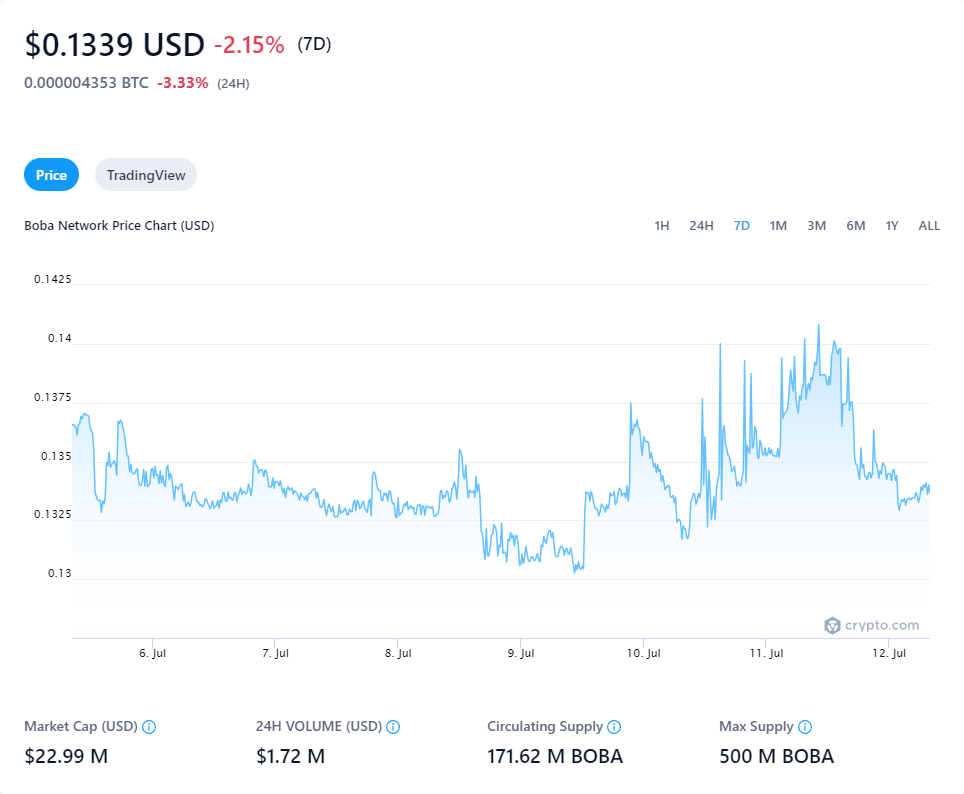 $0.1339 USD -2.15% (7D)
0.000004353 BTC -3.33% (24H)
Price TradingView
Boba Network Price Chart (USD) 1H 24H 7D 1M 3M 6M 1Y ALL
0.1425
0.14
0.1375
0.135
0.1325
0.13
crypto.com
6. Jul 7. Jul 8. Jul 9. Jul 10. Jul 11. Jul 12. Jul
Market Cap (USD) 24H VOLUME (USD) Circulating Supply Max Supply
$22.99 M $1.72 M 171.62 M BOBA 500 M BOBA